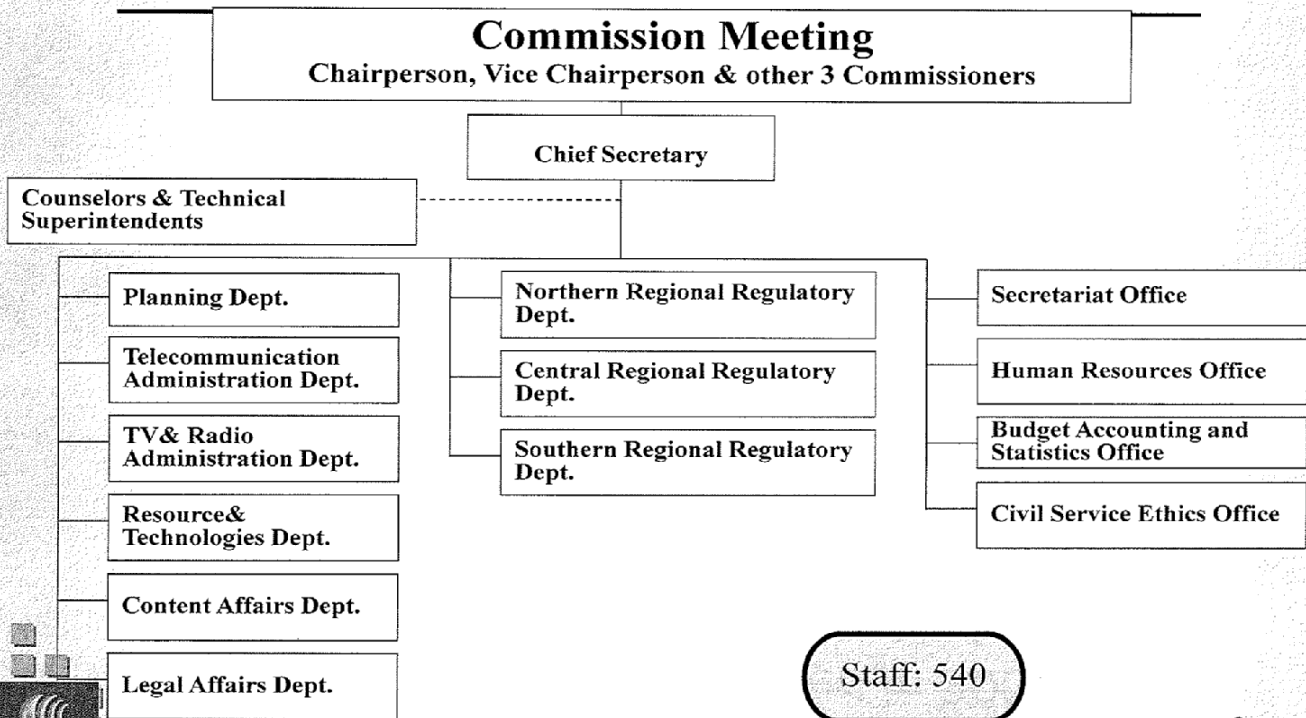 Commission Meeting
Chairperson, Vice Chairperson & other 3 Commissioners
Chief Secretary
Counselors & Technical
Superintendents
Planning Dept.
Telecommunication
Administration Dept.
TV& Radio
Administration Dept.
Resource&
Technologies Dept.
Content Affairs Dept.
Legal Affairs Dept.
Northern Regional Regulatory
Dept.
Central Regional Regulatory
Dept.
Southern Regional Regulatory
Dept.
Secretariat Office
Human Resources Office
Budget Accounting and
Statistics Office
Civil Service Ethics Office
Staff: 540